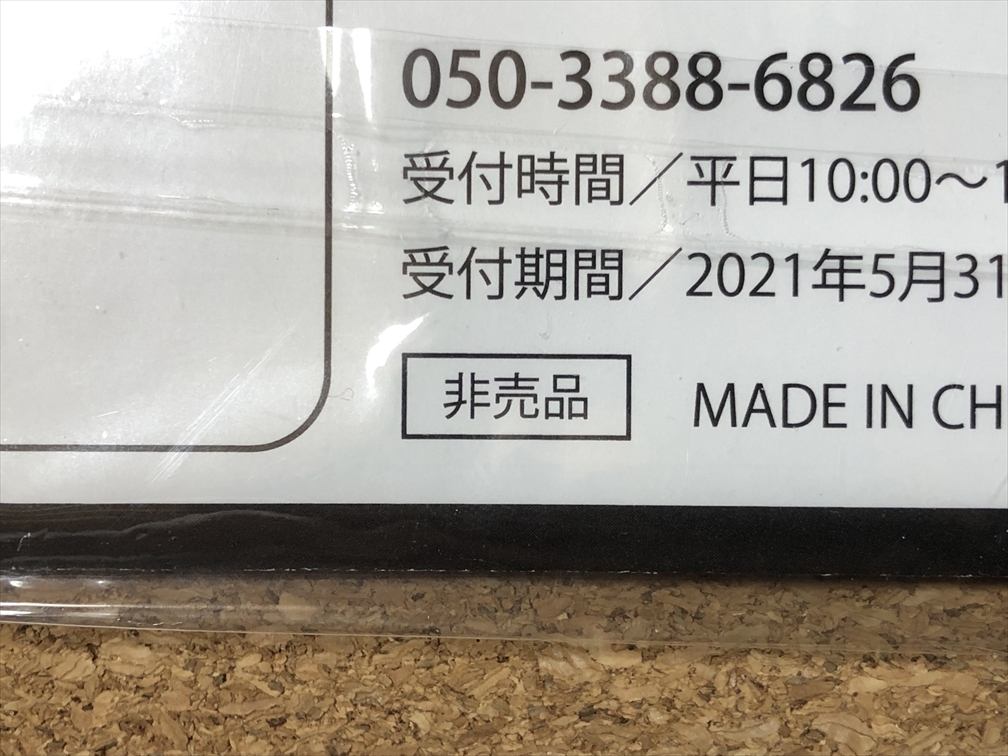 050-3388-6826
受付時間／平日10:00～1
受付期間／2021年5月31
非売品 MADE IN CH